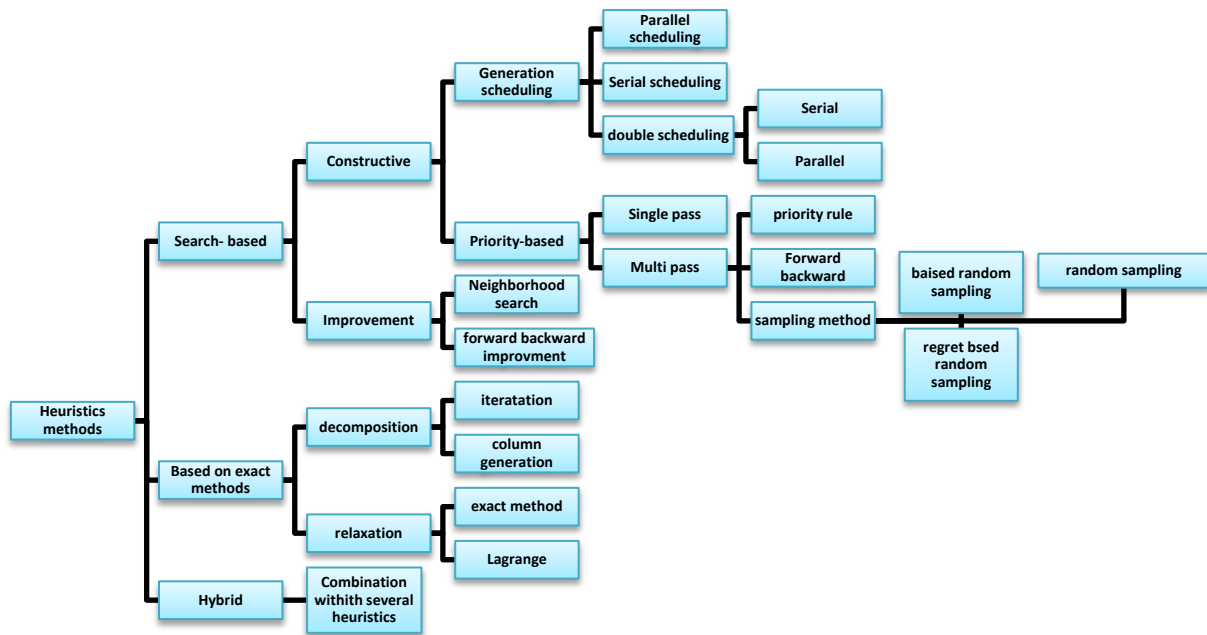 Parallel
scheduling
Generation
scheduling
Serial scheduling
Serial
double scheduling
Parallel
Constructive
Single pass
priority rule
Search- based
Priority-based
Multi pass
Forward
backward
baised random
sampling
random sampling
Neighborhood
search
Improvement
sampling method
forward backward
improvment
regret bsed
random
sampling
Heuristics
methods
iteratation
decomposition
column
generation
Based on exact
methods
exact method
relaxation
Lagrange
Hybrid
Combination
withith several
heuristics